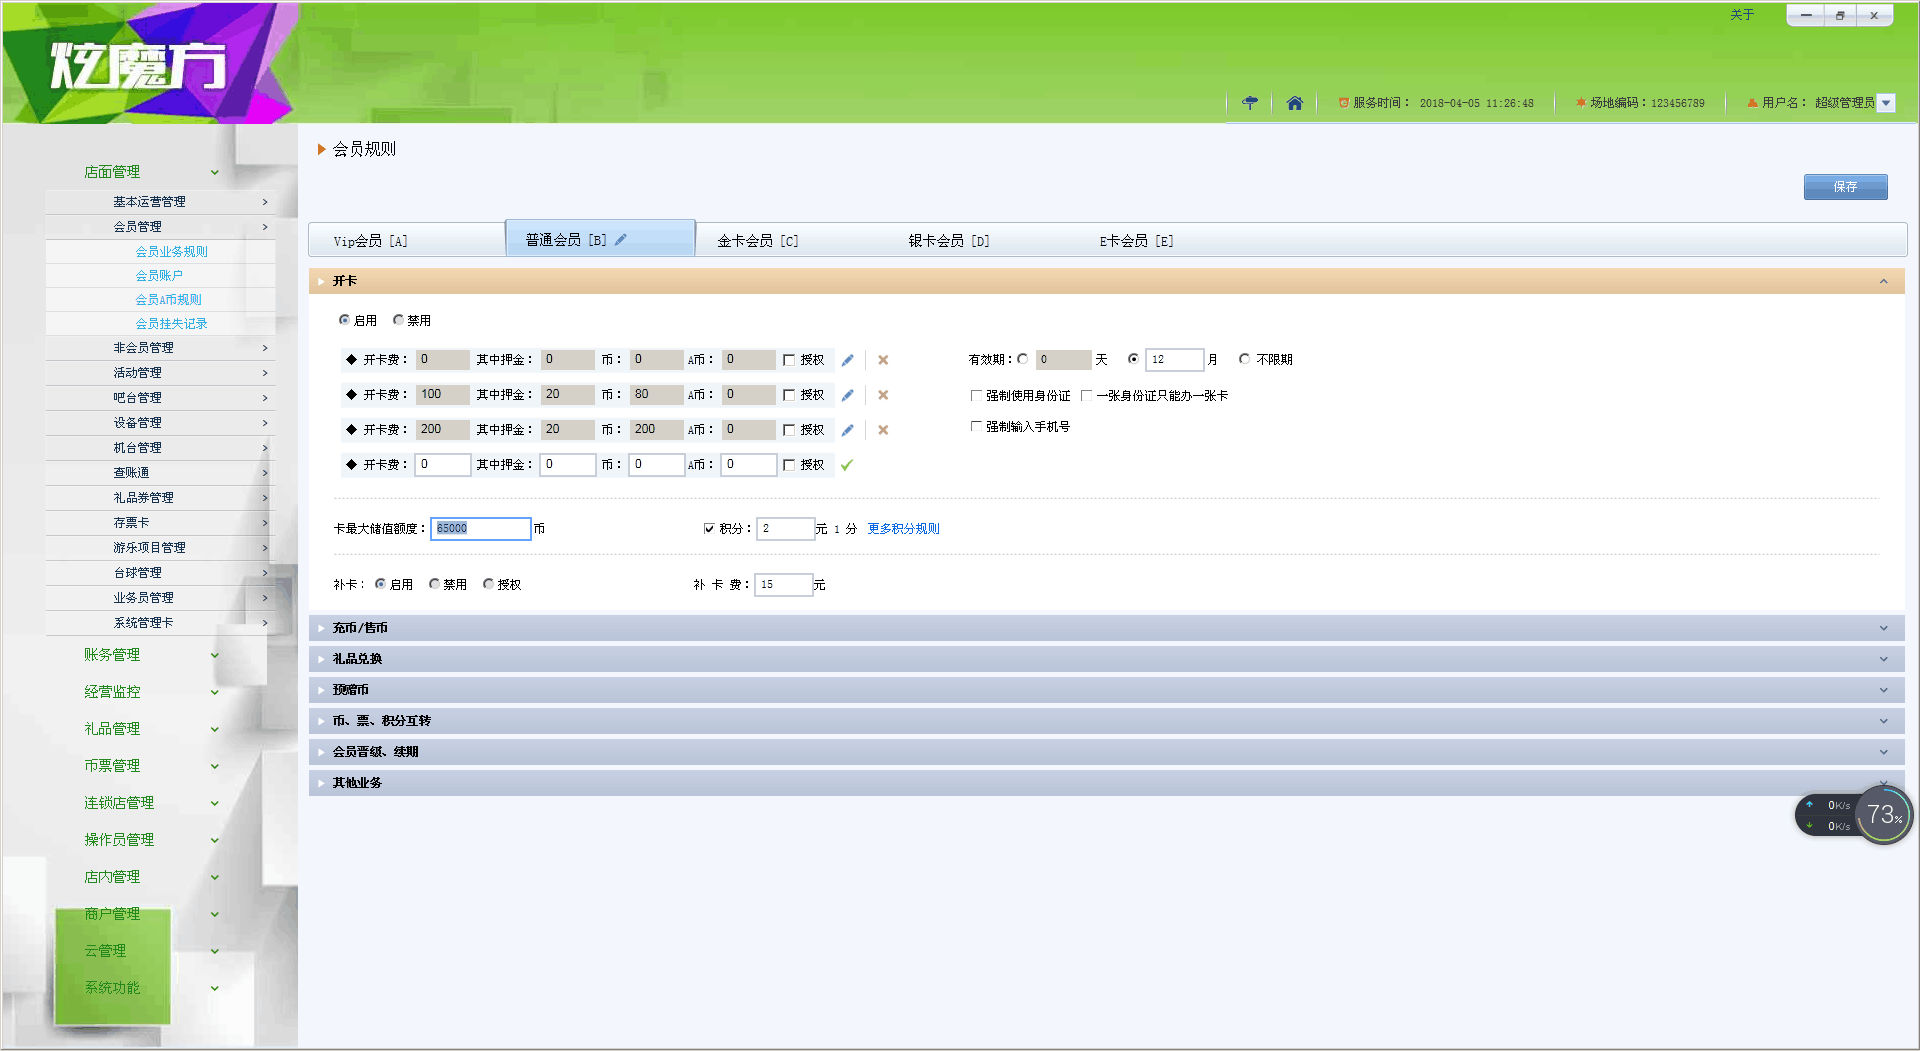 关于
炫魔方
服务时间： 2018-04-05 11:26:48 场地编码：123456789 用户名： 超级管理员
店面管理
基本运营管理
会员管理
会员业务规则
会员账户
会员A币规则
会员挂失记录
非会员管理
活动管理
吧台管理
设备管理
机台管理
查账通
礼品券管理
存票卡
游乐项目管理
台球管理
业务员管理
系统管理卡
账务管理
经营监控
礼品管理
币票管理
连锁店管理
操作员管理
店内管理
商户管理
云管理
系统功能
会员规则
保存
Vip会员 [A] 普通会员 [B] 金卡会员 [C] 银卡会员 [D] E卡会员 [E]
开卡
启用 禁用
开卡费： 0 其中押金： 0 币： 0 A币： 0 授权 有效期： 0 天 12 月 不限期
开卡费： 100 其中押金： 20 币： 80 A币： 0 授权 强制使用身份证 一张身份证只能办一张卡
开卡费： 200 其中押金： 20 币： 200 A币： 0 授权 强制输入手机号
开卡费： 0 其中押金： 0 币： 0 A币： 0 授权
卡最大储值额度： 65000 币 积分： 2 元 1 分 更多积分规则
补卡： 启用 禁用 授权 补 卡 费： 15 元
充币/售币
礼品兑换
预赠币
币、票、积分互转
会员晋级、续期
其他业务
0K/s
0K/s
73%